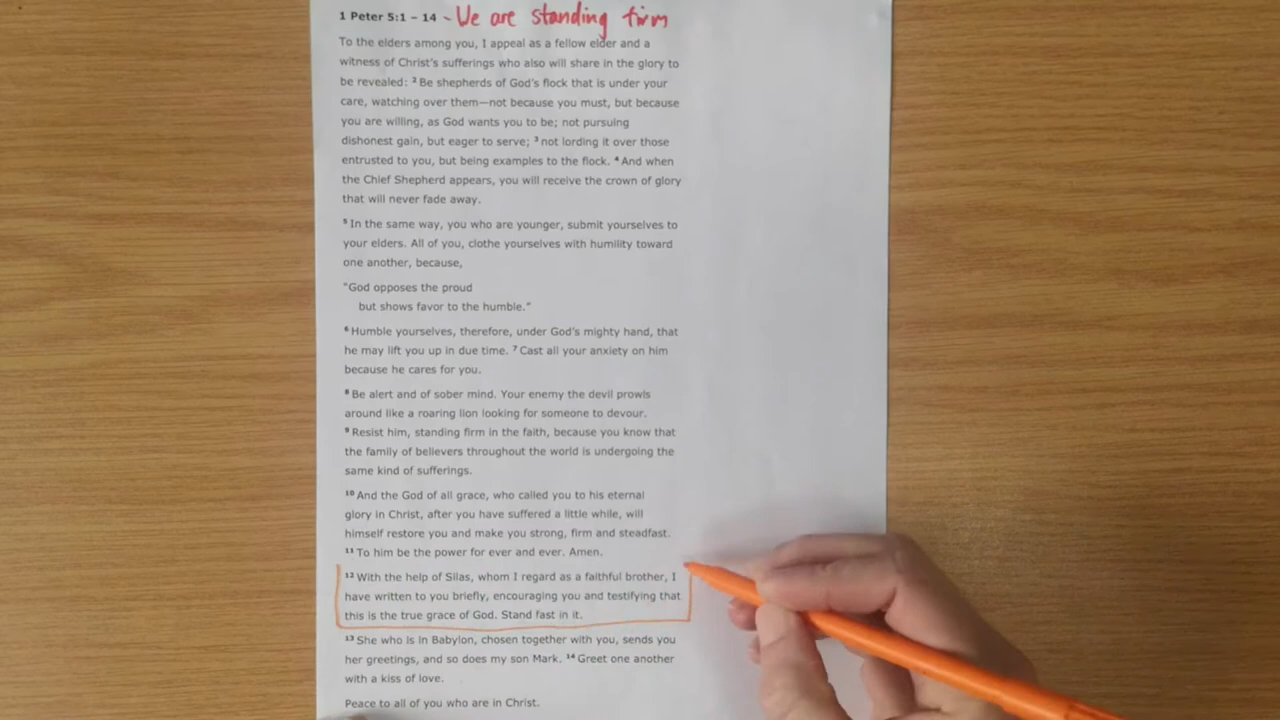 1 Peter 5:1 – 14 - We are standing firm
To the elders among you, I appeal as a fellow elder and a
witness of Christ's sufferings who also will share in the glory to
be revealed: ² Be shepherds of God's flock that is under your
care, watching over them—not because you must, but because
you are willing, as God wants you to be; not pursuing
dishonest gain, but eager to serve; ³ not lording it over those
entrusted to you, but being examples to the flock. ⁴ And when
the Chief Shepherd appears, you will receive the crown of glory
that will never fade away.
⁵ In the same way, you who are younger, submit yourselves to
your elders. All of you, clothe yourselves with humility toward
one another, because,
"God opposes the proud
but shows favor to the humble."
⁶ Humble yourselves, therefore, under God's mighty hand, that
he may lift you up in due time. ⁷ Cast all your anxiety on him
because he cares for you.
⁸ Be alert and of sober mind. Your enemy the devil prowls
around like a roaring lion looking for someone to devour.
⁹ Resist him, standing firm in the faith, because you know that
the family of believers throughout the world is undergoing the
same kind of sufferings.
¹⁰ And the God of all grace, who called you to his eternal
glory in Christ, after you have suffered a little while, will
himself restore you and make you strong, firm and steadfast.
¹¹ To him be the power for ever and ever. Amen.
¹² With the help of Silas, whom I regard as a faithful brother, I
have written to you briefly, encouraging you and testifying that
this is the true grace of God. Stand fast in it.
¹³ She who is in Babylon, chosen together with you, sends you
her greetings, and so does my son Mark. ¹⁴ Greet one another
with a kiss of love.
Peace to all of you who are in Christ.